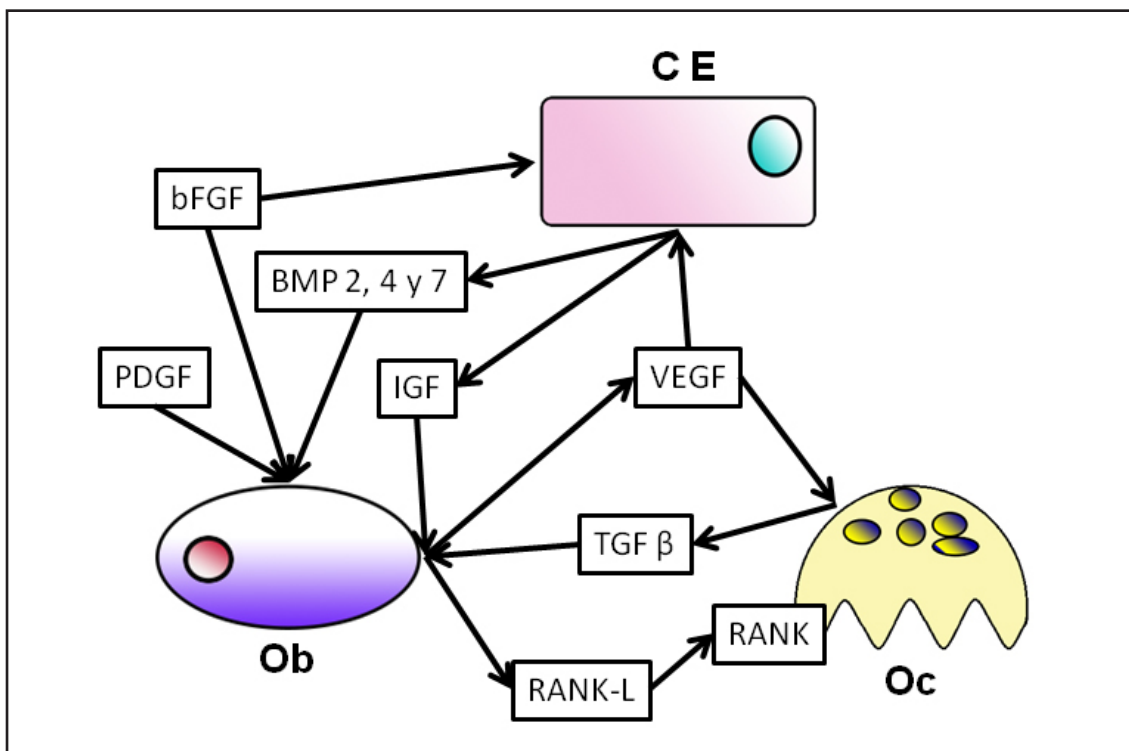 C E
bFGF
BMP 2, 4 y 7
PDGF
IGF
VEGF
TGF β
RANK
Ob
RANK-L
Oc